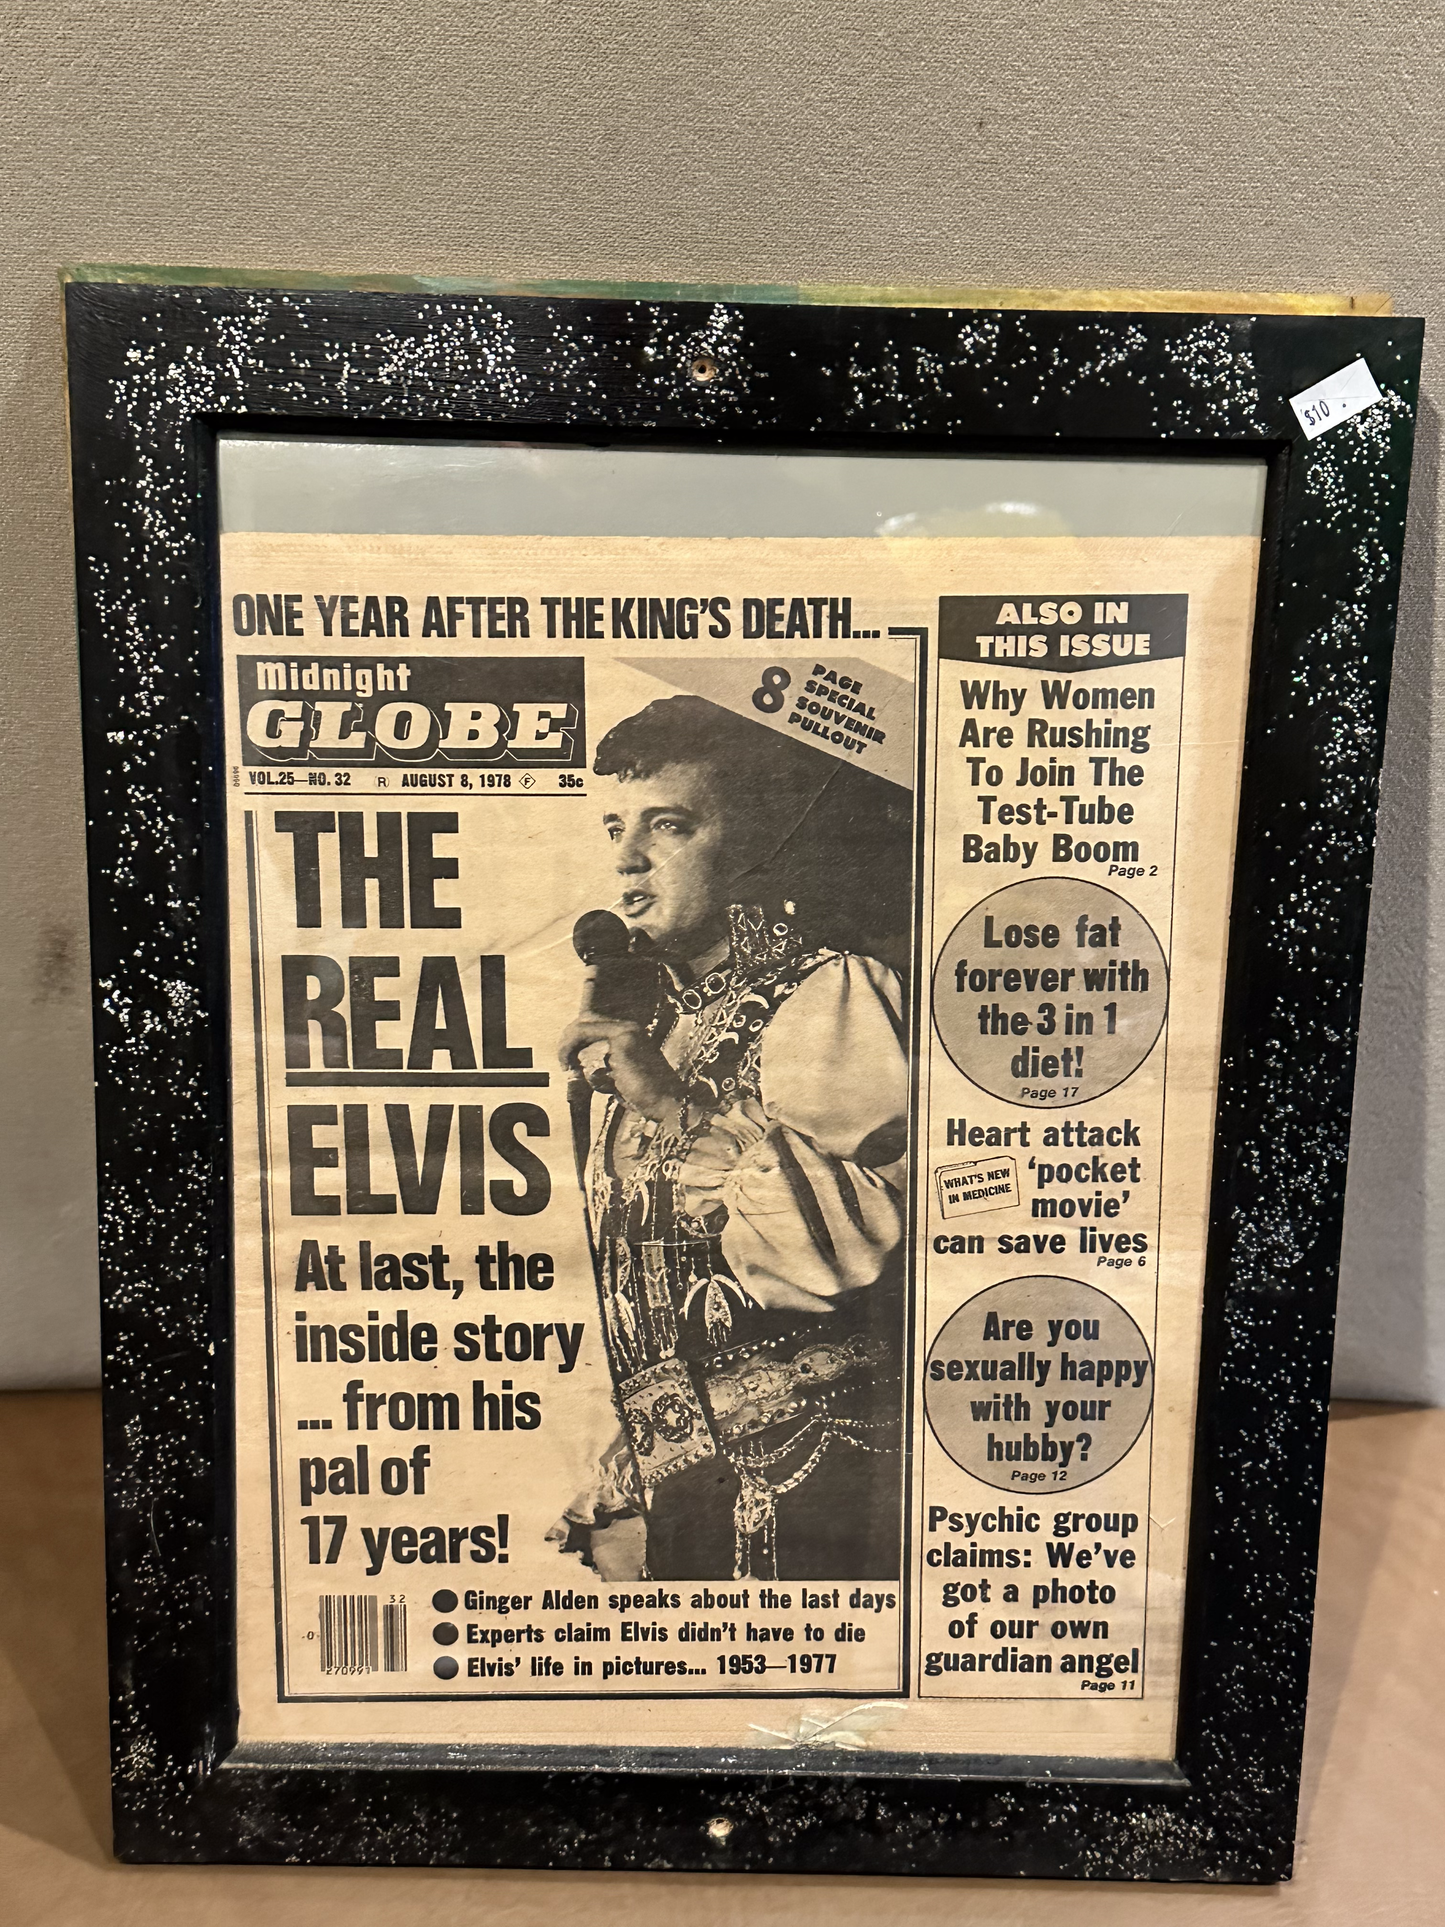 $10.
ONE YEAR AFTER THE KING'S DEATH...
Midnight
GLOBE
VOL.25—NO. 32 R AUGUST 8, 1978 F 35c
8
PAGE
SPECIAL
SOUVENIR
PULLOUT
THE
REAL
ELVIS
At last, the
inside story
... from his
pal of
17 years!
32
0
270991
● Ginger Alden speaks about the last days
● Experts claim Elvis didn't have to die
● Elvis' life in pictures... 1953—1977
ALSO IN
THIS ISSUE
Why Women
Are Rushing
To Join The
Test-Tube
Baby Boom
Page 2
Lose fat
forever with
the 3 in 1
diet!
Page 17
Heart attack
'pocket
movie'
can save lives
WHAT'S NEW
IN MEDICINE
Page 6
Are you
sexually happy
with your
hubby?
Page 12
Psychic group
claims: We've
got a photo
of our own
guardian angel
Page 11